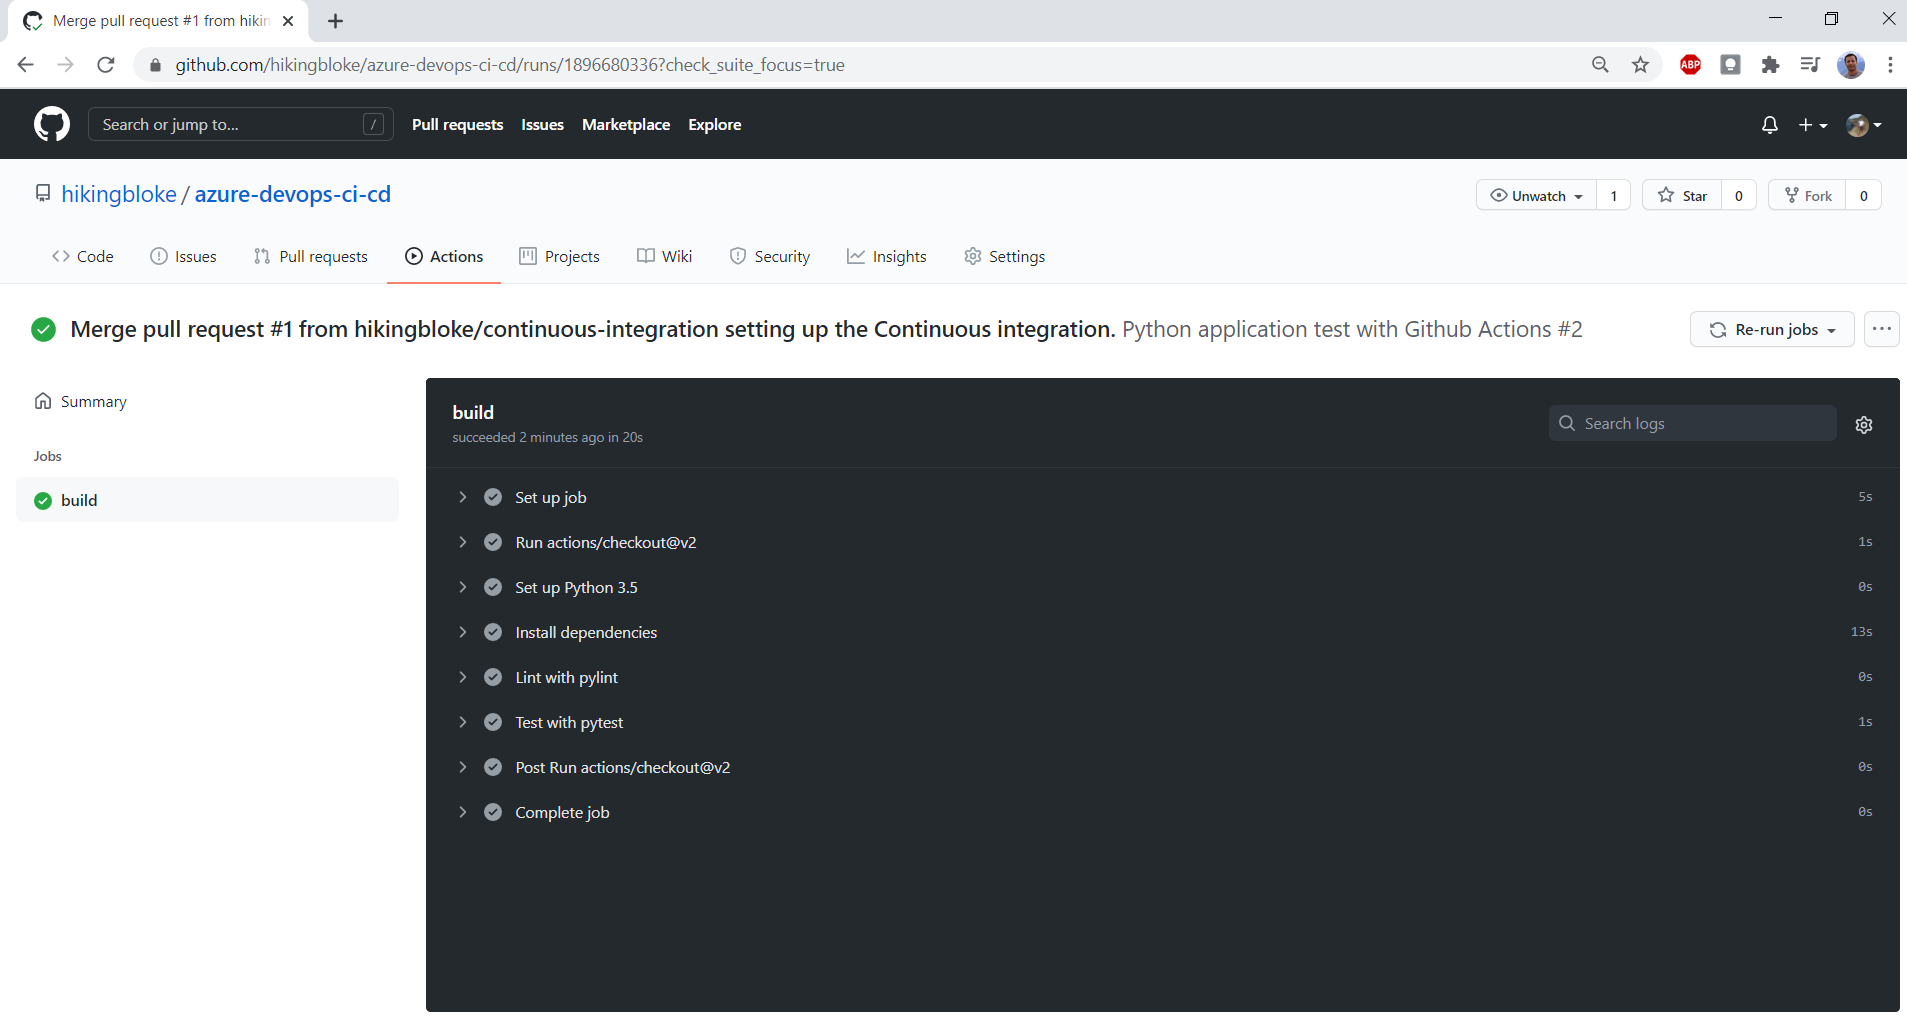 Merge pull request #1 from hikin
github.com/hikingbloke/azure-devops-ci-cd/runs/1896680336?check_suite_focus=true
ABP
Search or jump to... /
Pull requests Issues Marketplace Explore
hikingbloke / azure-devops-ci-cd
Unwatch 1 Star 0 Fork 0
Code Issues Pull requests Actions Projects Wiki Security Insights Settings
Merge pull request #1 from hikingbloke/continuous-integration setting up the Continuous integration. Python application test with Github Actions #2
Re-run jobs
Summary
Jobs
build
build
succeeded 2 minutes ago in 20s
Search logs
Set up job 5s
Run actions/checkout@v2 1s
Set up Python 3.5 0s
Install dependencies 13s
Lint with pylint 0s
Test with pytest 1s
Post Run actions/checkout@v2 0s
Complete job 0s